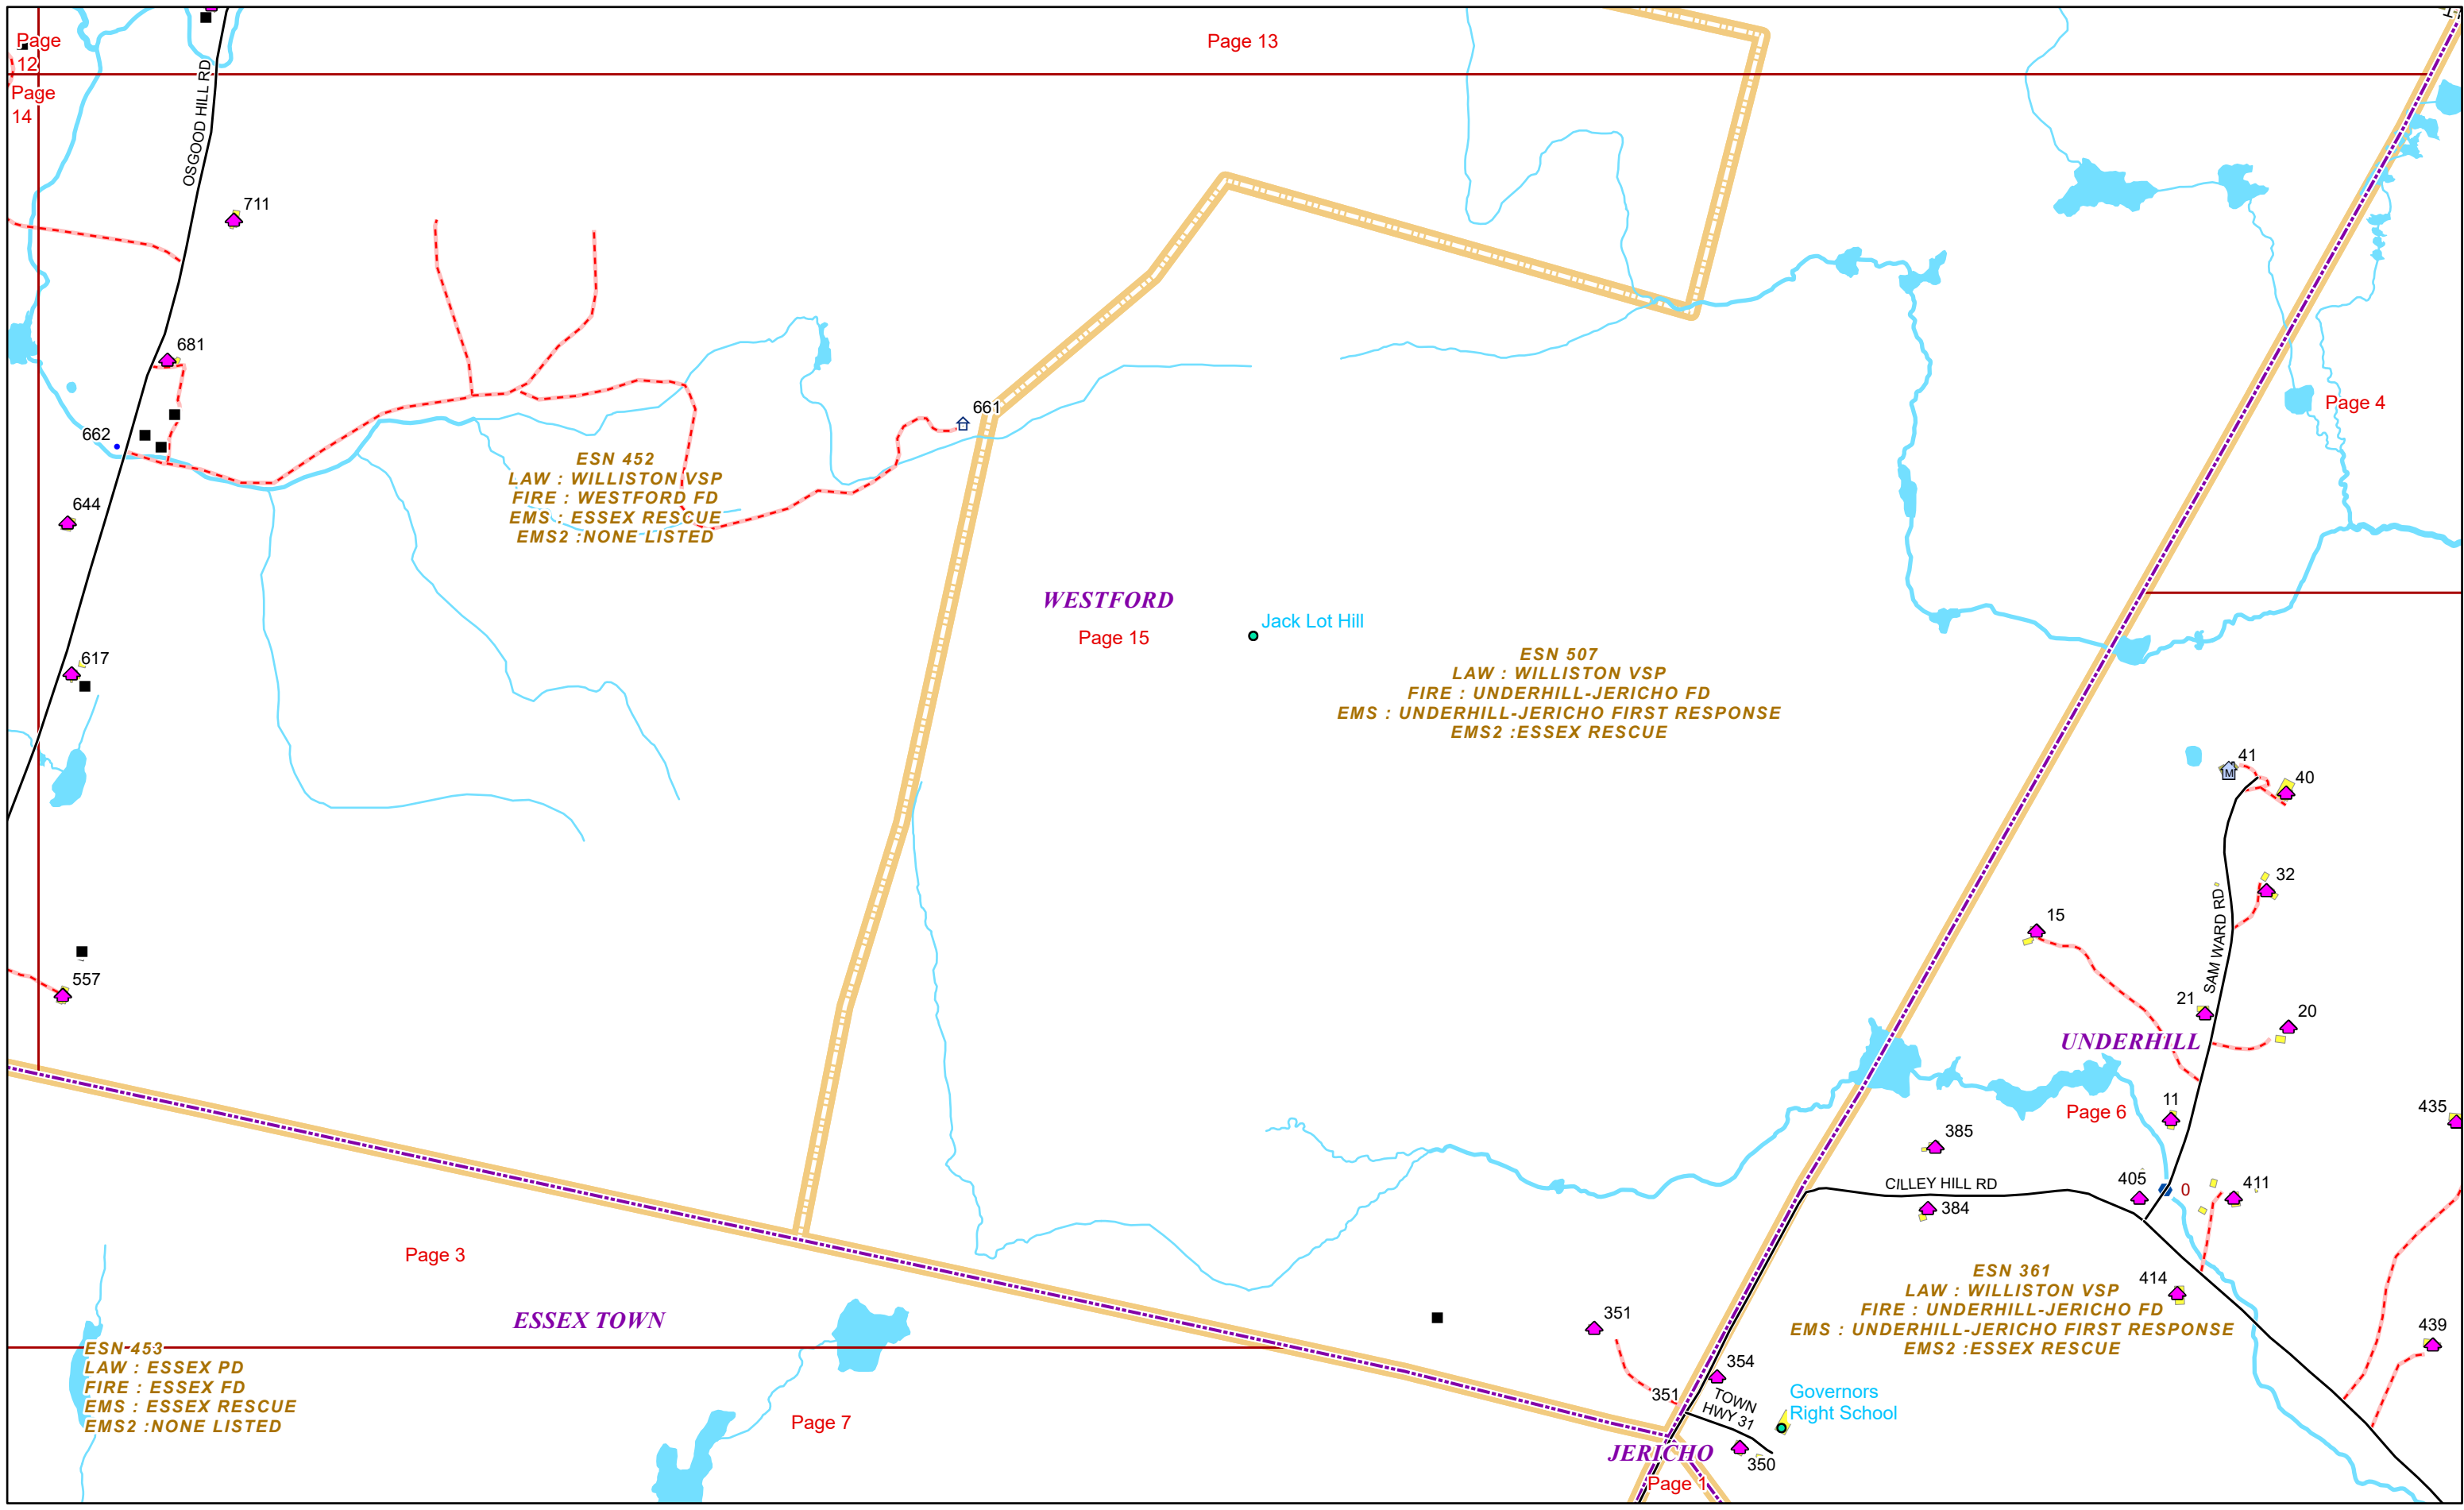 Page
12
Page 13
Page
14
OSGOOD HILL RD
711
681
661
Page 4
662
ESN 452
LAW : WILLISTON VSP
FIRE : WESTFORD FD
EMS : ESSEX RESCUE
EMS2 :NONE LISTED
644
WESTFORD
Page 15
Jack Lot Hill
617
ESN 507
LAW : WILLISTON VSP
FIRE : UNDERHILL-JERICHO FD
EMS : UNDERHILL-JERICHO FIRST RESPONSE
EMS2 :ESSEX RESCUE
41
M
40
32
15
SAM WARD RD
557
21
20
UNDERHILL
Page 6
11
435
385
CILLEY HILL RD
405
0
411
384
Page 3
ESSEX TOWN
ESN 361
LAW : WILLISTON VSP
FIRE : UNDERHILL-JERICHO FD
EMS : UNDERHILL-JERICHO FIRST RESPONSE
EMS2 :ESSEX RESCUE
414
351
439
ESN 453
LAW : ESSEX PD
FIRE : ESSEX FD
EMS : ESSEX RESCUE
EMS2 :NONE LISTED
354
351
TOWN
HWY 31
Governors
Right School
Page 7
JERICHO
350
Page 1